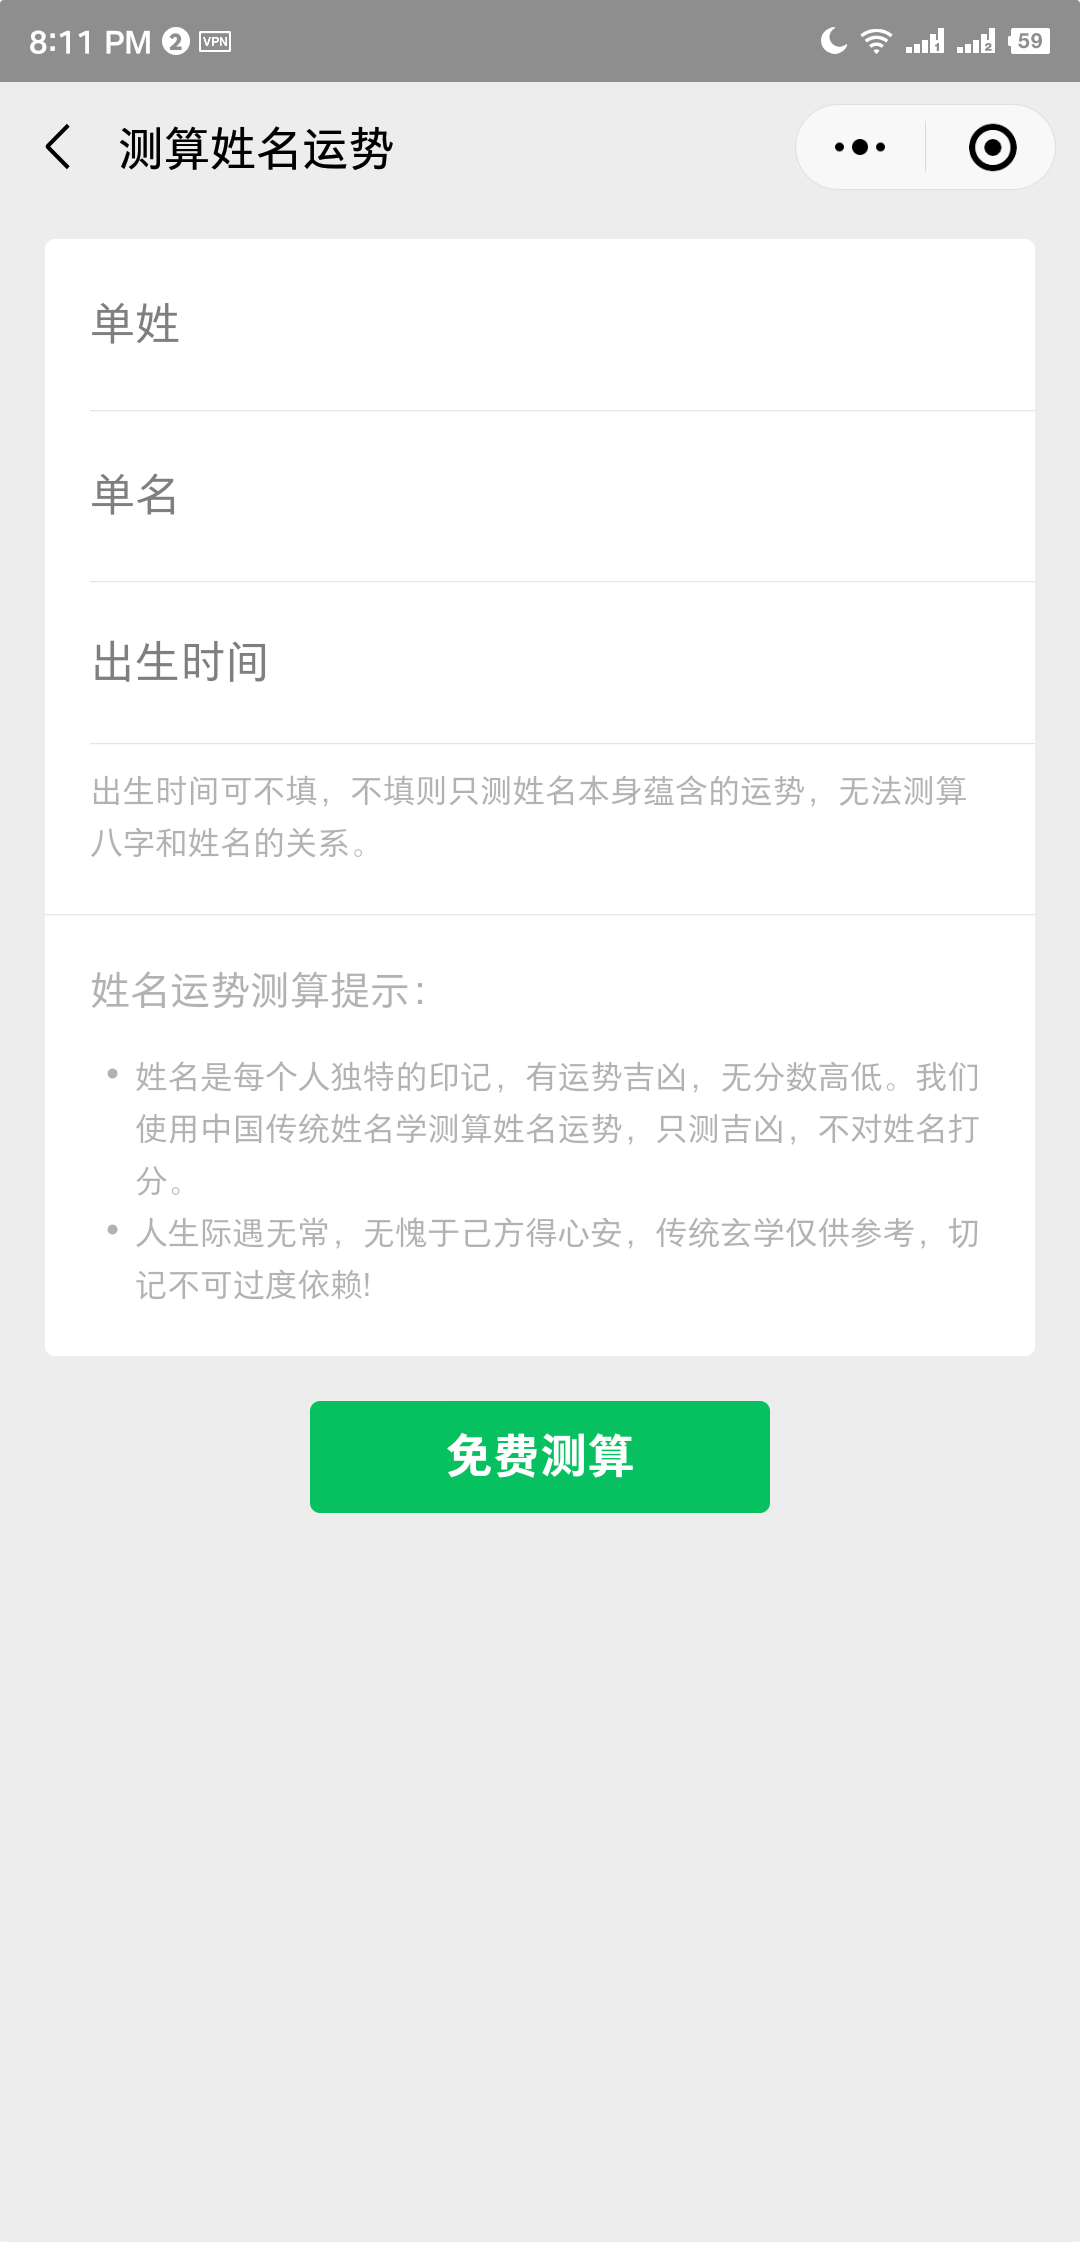 8:11 PM 2 VPN 1 2 59
测算姓名运势
单姓
单名
出生时间
出生时间可不填，不填则只测姓名本身蕴含的运势，无法测算
八字和姓名的关系。
姓名运势测算提示：
• 姓名是每个人独特的印记，有运势吉凶，无分数高低。我们
使用中国传统姓名学测算姓名运势，只测吉凶，不对姓名打
分。
• 人生际遇无常，无愧于己方得心安，传统玄学仅供参考，切
记不可过度依赖!
免费测算